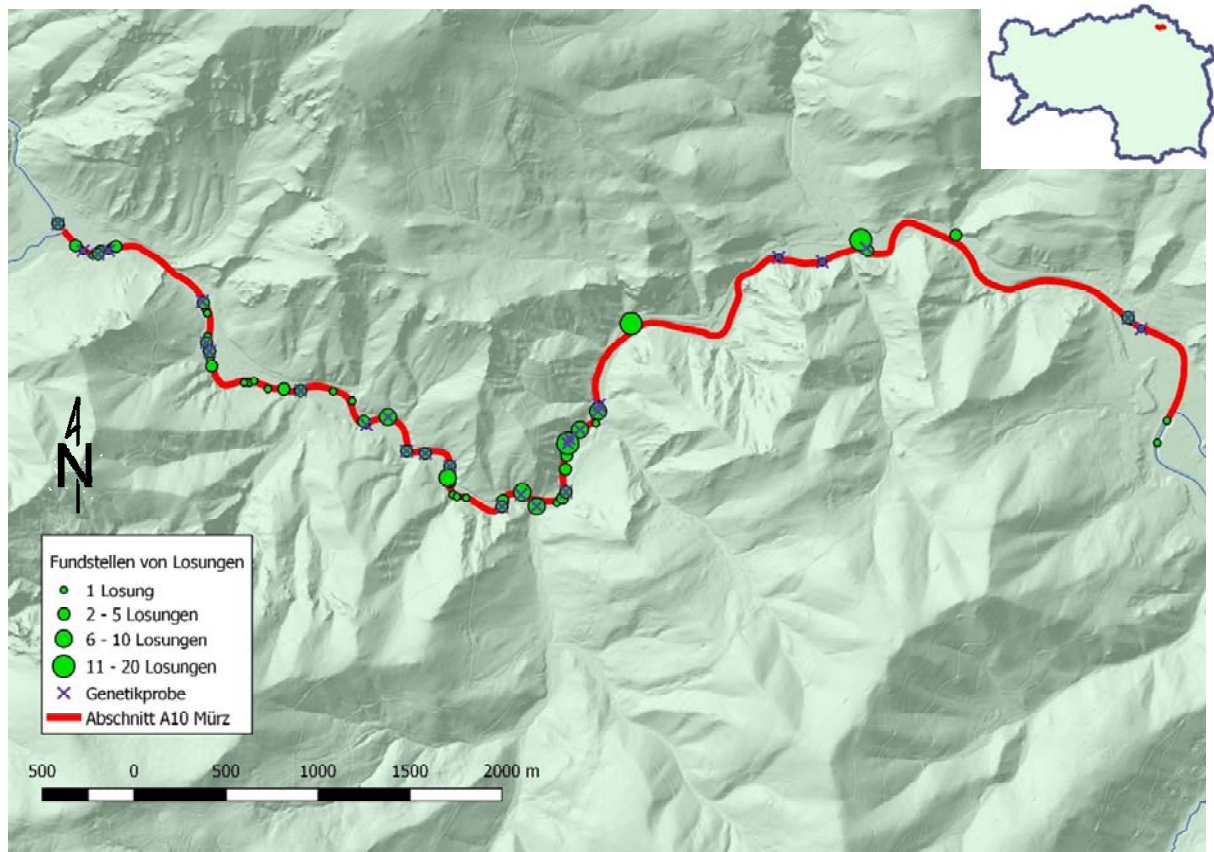 N
Fundstellen von Losungen
1 Losung
2 - 5 Losungen
6 - 10 Losungen
11 - 20 Losungen
Genetikprobe
Abschnitt A10 Mürz
500 0 500 1000 1500 2000 m